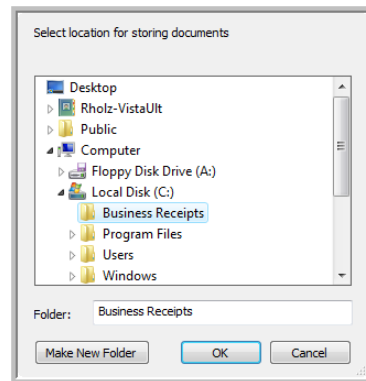 Select location for storing documents
Desktop
Rholz-VistaUlt
Public
Computer
Floppy Disk Drive (A:)
Local Disk (C:)
Business Receipts
Program Files
Users
Windows
Folder: Business Receipts
Make New Folder OK Cancel